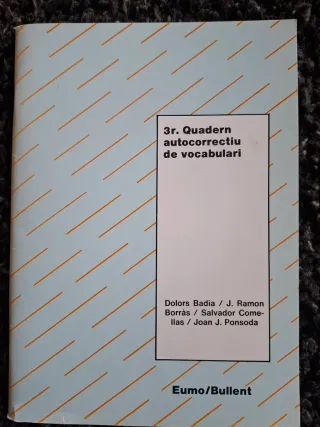 3r. Quadern
autocorrectiu
de vocabulari
Dolors Badia / J. Ramon
Borràs / Salvador Come-
llas / Joan J. Ponsoda
Eumo/Bullent